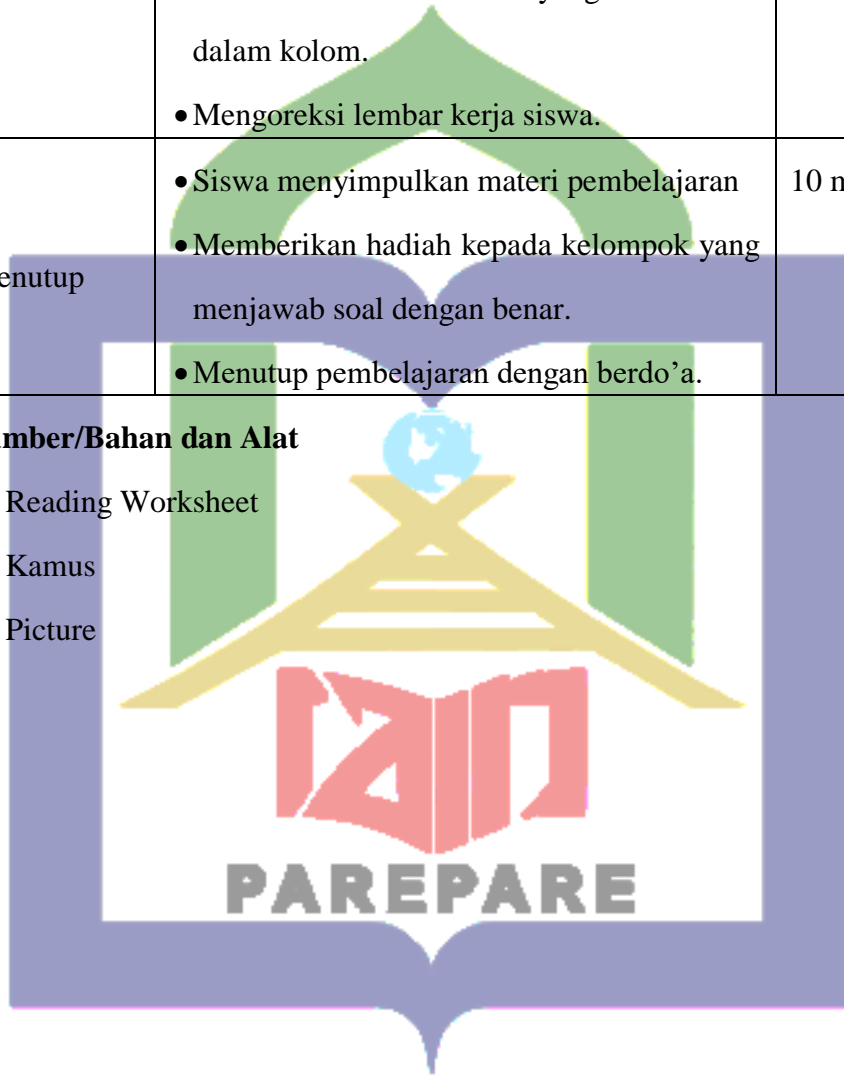 dalam kolom.
• Mengoreksi lembar kerja siswa.
• Siswa menyimpulkan materi pembelajaran
10
• Memberikan hadiah kepada kelompok yang
enutup
menjawab soal dengan benar.
• Menutup pembelajaran dengan berdo’a.
mber/Bahan dan Alat
Reading Worksheet
Kamus
Picture
IAIN
PAREPARE